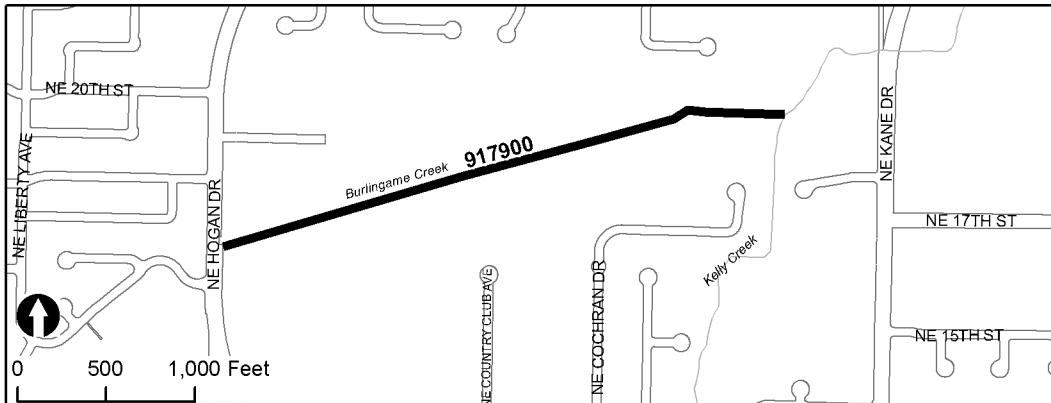 NE 20TH ST
NE LIBERTY AVE
NE HOGAN DR
Burlingame Creek
917900
NE KANE DR
NE 17TH ST
Kelly Creek
NE COUNTRY CLUB AVE
NE COCHRAN DR
NE 15TH ST
0 500 1,000 Feet